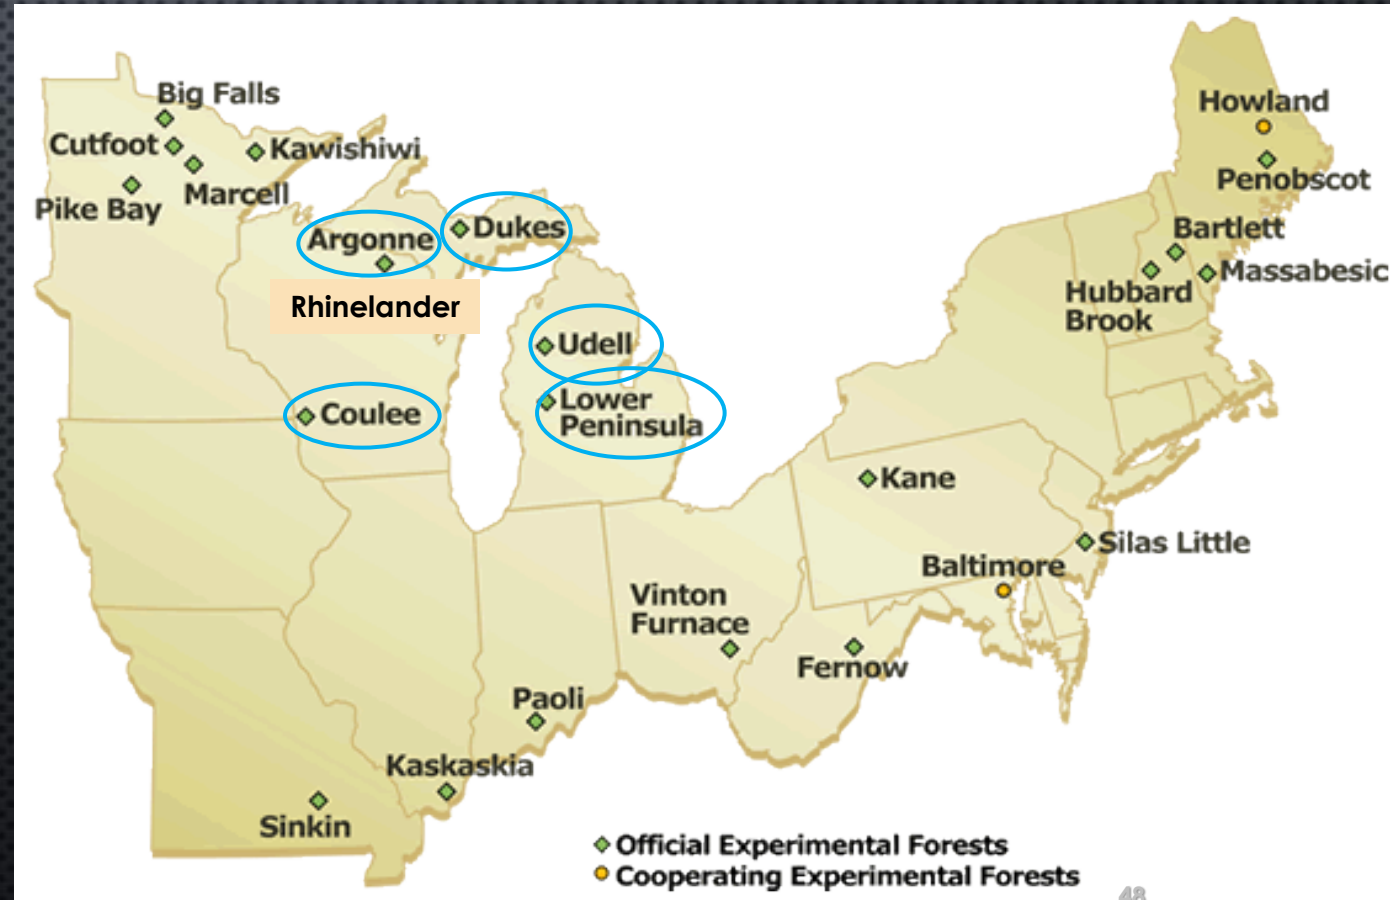 Big Falls
Cutfoot
Kawishiwi
Marcell
Pike Bay
Argonne
Dukes
Rhinelander
Udell
Coulee
Lower
Peninsula
Howland
Penobscot
Bartlett
Massabesic
Hubbard
Brook
Kane
Silas Little
Baltimore
Vinton
Furnace
Fernow
Paoli
Kaskaskia
Sinkin
Official Experimental Forests
Cooperating Experimental Forests
48